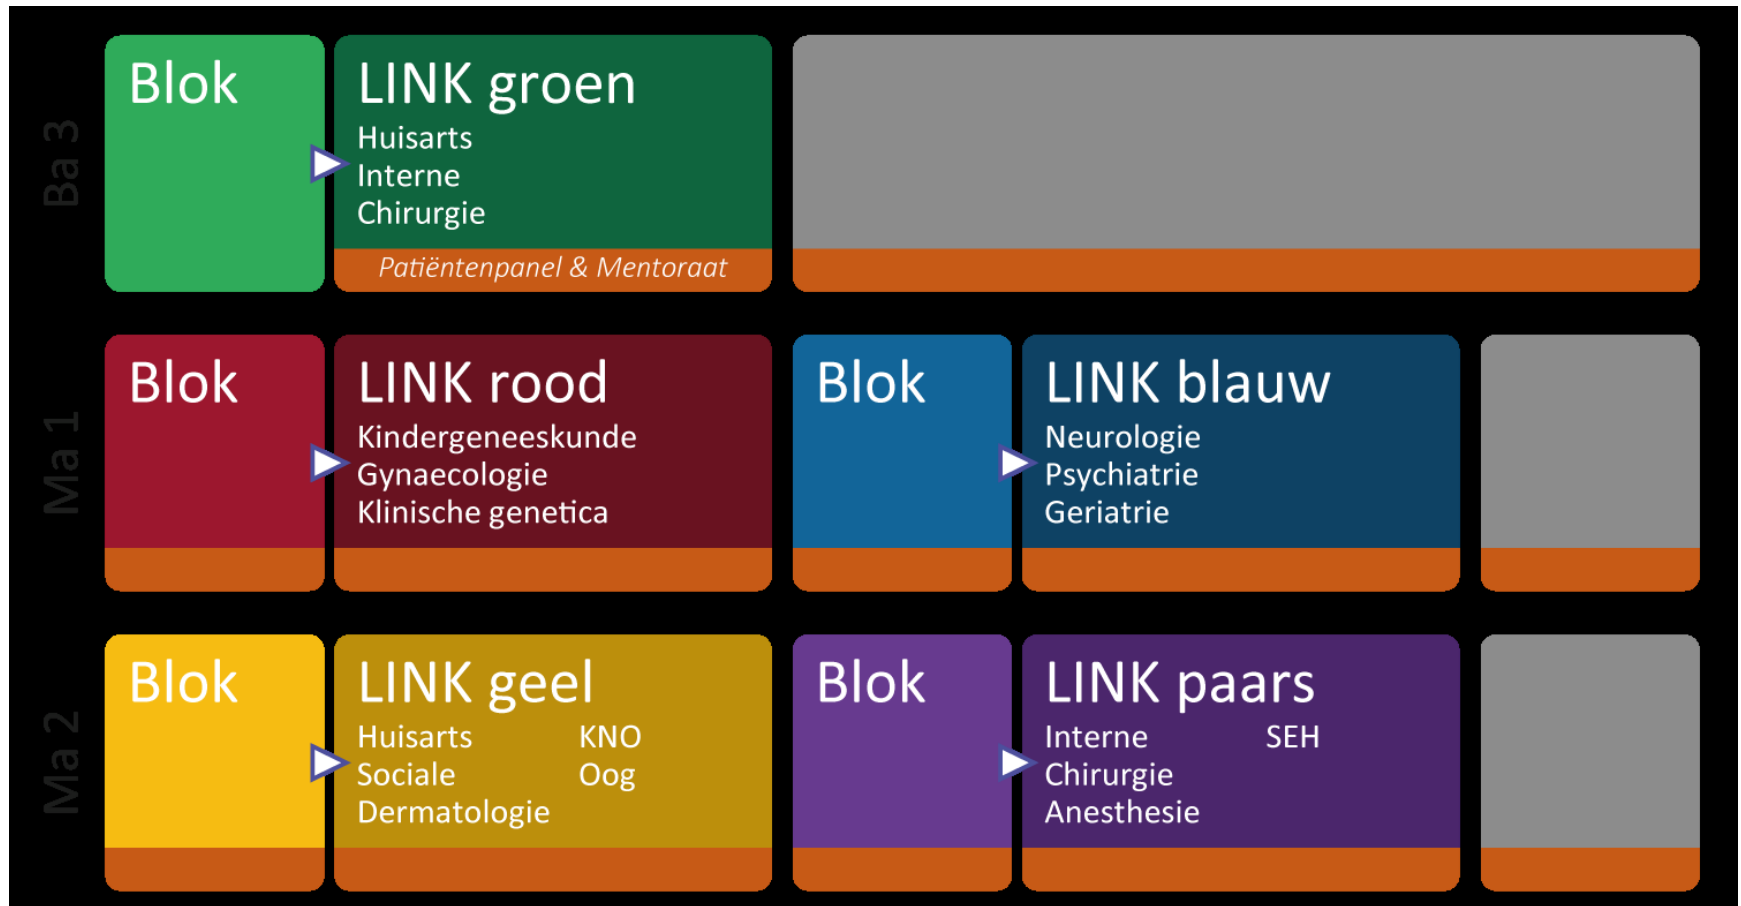 Ba 3
Blok
LINK groen
Huisarts
Interne
Chirurgie
Patiëntenpanel & Mentoraat
Ma 1
Blok
LINK rood
Kindergeneeskunde
Gynaecologie
Klinische genetica
Blok
LINK blauw
Neurologie
Psychiatrie
Geriatrie
Ma 2
Blok
LINK geel
Huisarts KNO
Sociale Oog
Dermatologie
Blok
LINK paars
Interne SEH
Chirurgie
Anesthesie